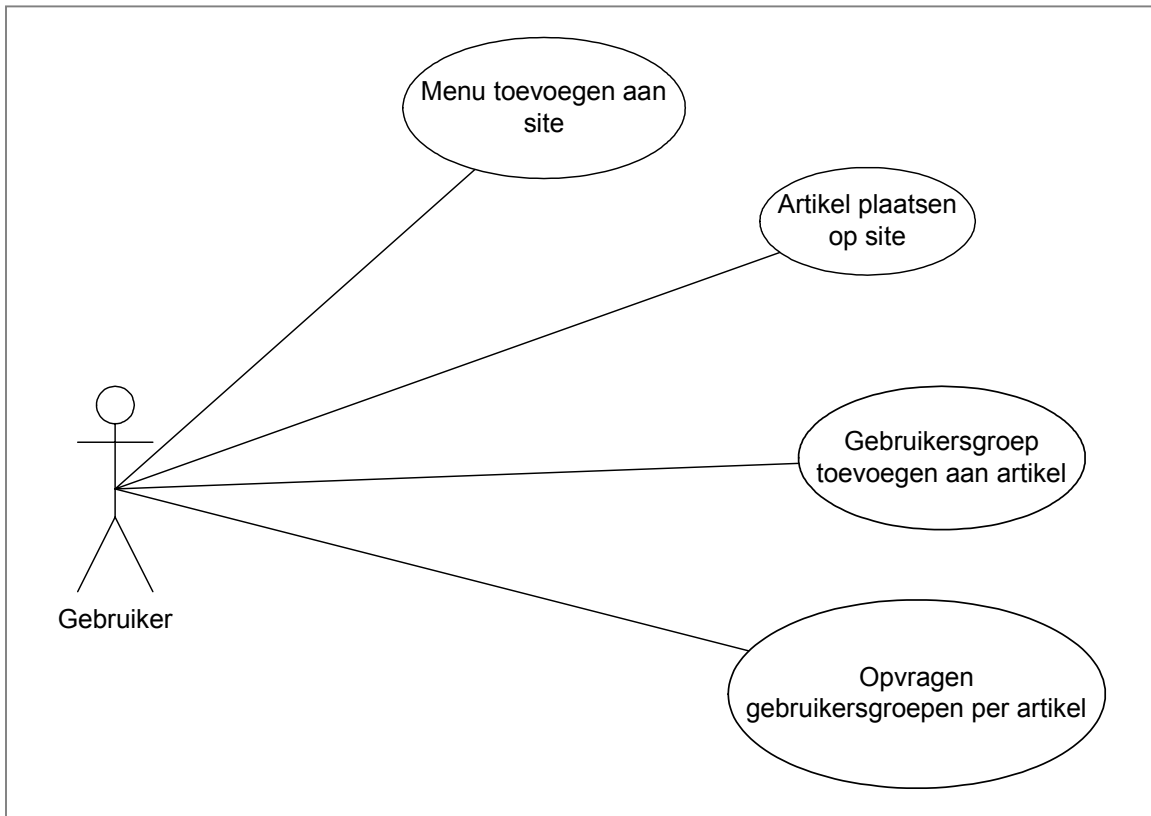 Menu toevoegen aan
site
Artikel plaatsen
op site
Gebruikersgroep
toevoegen aan artikel
Gebruiker
Opvragen
gebruikersgroepen per artikel